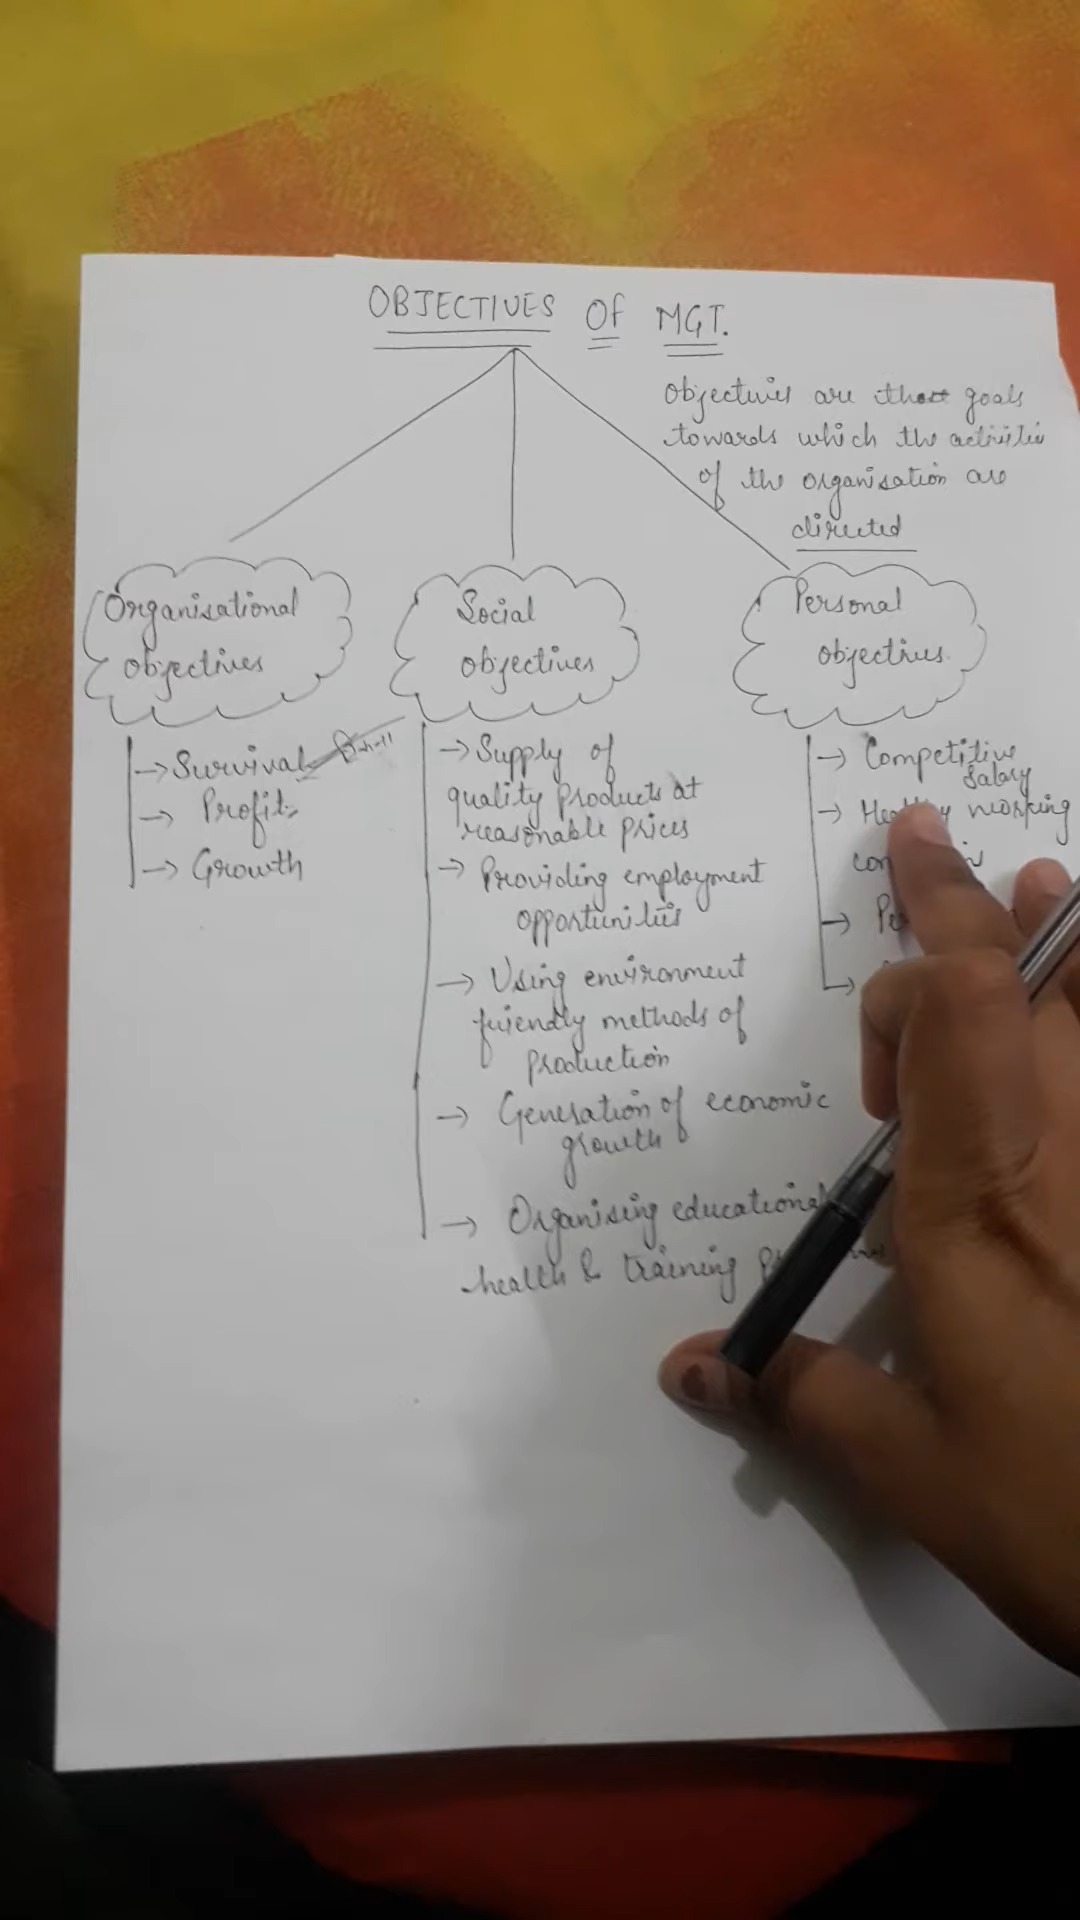 OBJECTIVES OF MGT.
Objectives are those goals
towards which the activities
of the organisation are
directed
Organisational
objectives
→ Survival
→ Profit
→ Growth
Social
objectives
→ Supply of
quality products at
reasonable prices
→ Providing employment
opportunities
→ Using environment
friendly methods of
production
→ Generation of economic
growth
→ Organising educational
health & training
Personal
objectives
→ Competitive
salary
→ working